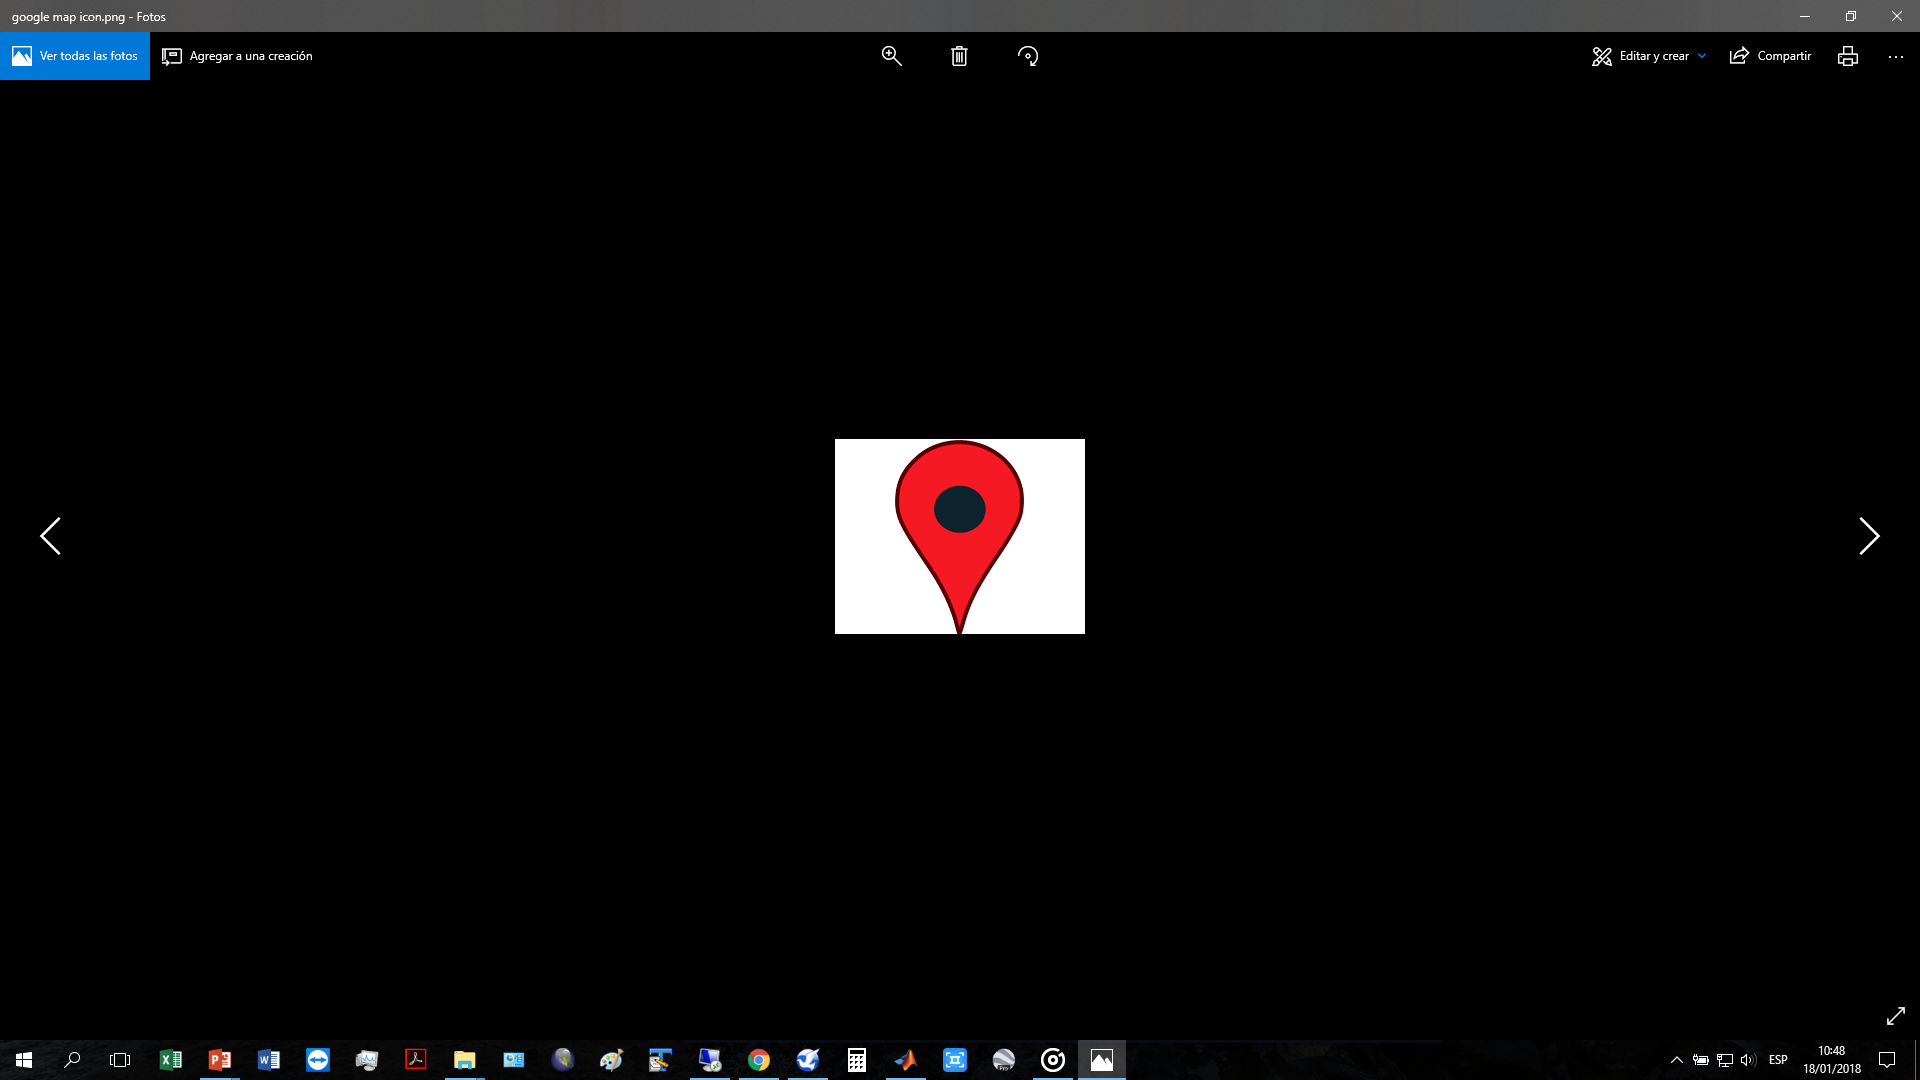 google map icon.png - Fotos
Ver todas las fotos
Agregar a una creación
Editar y crear
Compartir
ESP
10:48
18/01/2018